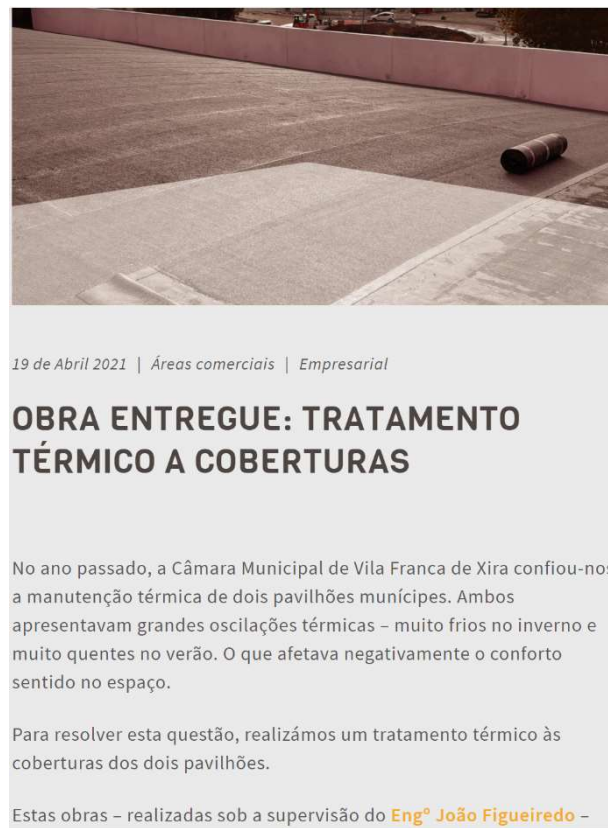 19 de Abril 2021 | Áreas comerciais | Empresarial
OBRA ENTREGUE: TRATAMENTO
TÉRMICO A COBERTURAS
No ano passado, a Câmara Municipal de Vila Franca de Xira confiou-nos
a manutenção térmica de dois pavilhões munícipes. Ambos
apresentavam grandes oscilações térmicas – muito frios no inverno e
muito quentes no verão. O que afetava negativamente o conforto
sentido no espaço.
Para resolver esta questão, realizámos um tratamento térmico às
coberturas dos dois pavilhões.
Estas obras – realizadas sob a supervisão do Engº João Figueiredo –